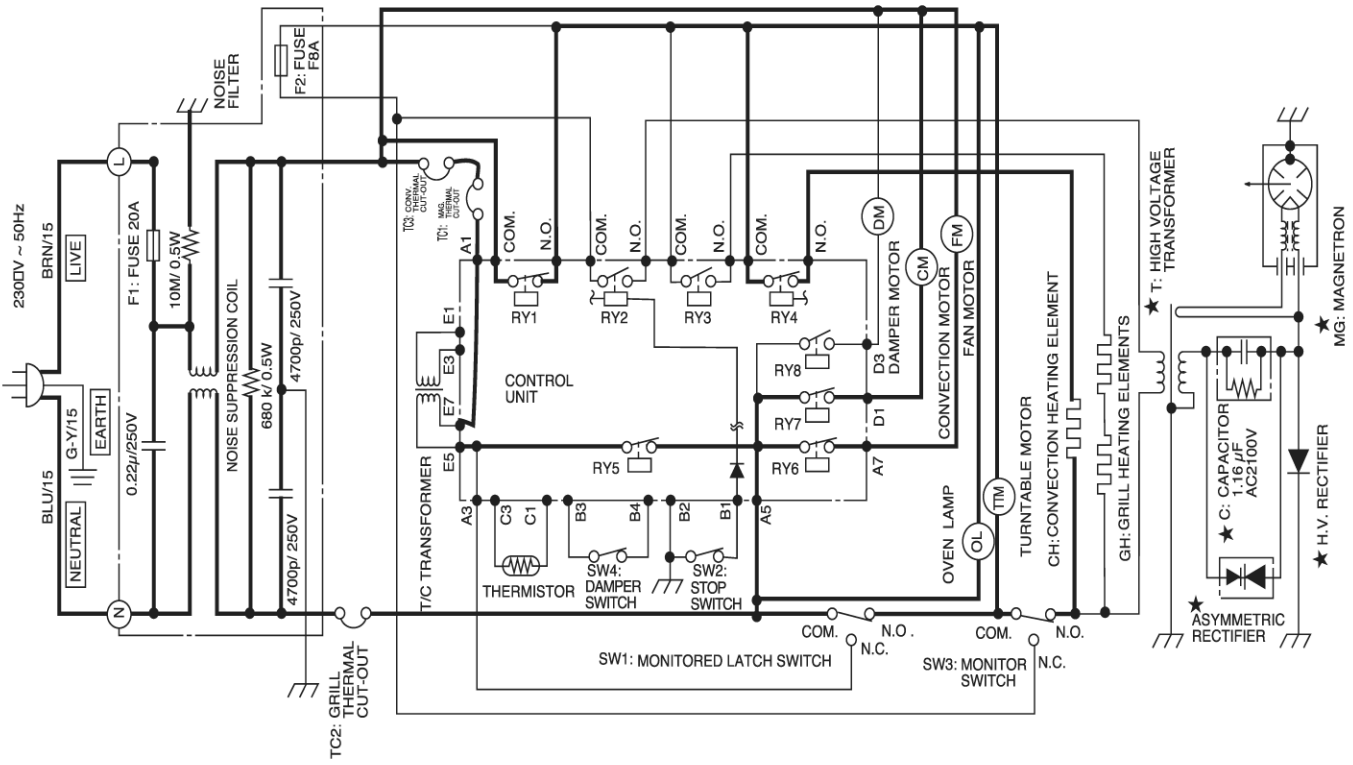 230▯V ~ 50Hz
BRN/15
LIVE
BLU/15
NEUTRAL
G-Y/15
EARTH
L
N
F1: FUSE 20A
10M/ 0.5W
0.22µ/250V
NOISE
FILTER
NOISE SUPPRESSION COIL
680 k/ 0.5W
4700p/ 250V
4700p/ 250V
F2: FUSE
F8A
TC3: CONV.
THERMAL
CUT-OUT
TC1: MAG.
THERMAL
CUT-OUT
TC2: GRILL
THERMAL
CUT-OUT
A1
COM.
N.O.
COM.
N.O.
COM.
N.O.
COM.
N.O.
RY1
RY2
RY3
RY4
E1
E3
E7
E5
CONTROL
UNIT
T/C TRANSFORMER
RY8
RY7
RY5
RY6
D3
D1
A7
DM
DAMPER MOTOR
CM
CONVECTION MOTOR
FM
FAN MOTOR
A3
C3
C1
B3
B4
B2
B1
A5
THERMISTOR
SW4:
DAMPER
SWITCH
SW2:
STOP
SWITCH
OVEN LAMP
OL
TTM
TURNTABLE MOTOR
CH:CONVECTION HEATING ELEMENT
GH:GRILL HEATING ELEMENTS
COM.
N.O .
N.C.
SW1: MONITORED LATCH SWITCH
COM.
N.O.
N.C.
SW3: MONITOR
SWITCH
★ T: HIGH VOLTAGE
TRANSFORMER
★ C: CAPACITOR
1.16 µF
AC2100V
★
ASYMMETRIC
RECTIFIER
★ H.V. RECTIFIER
★
MG: MAGNETRON